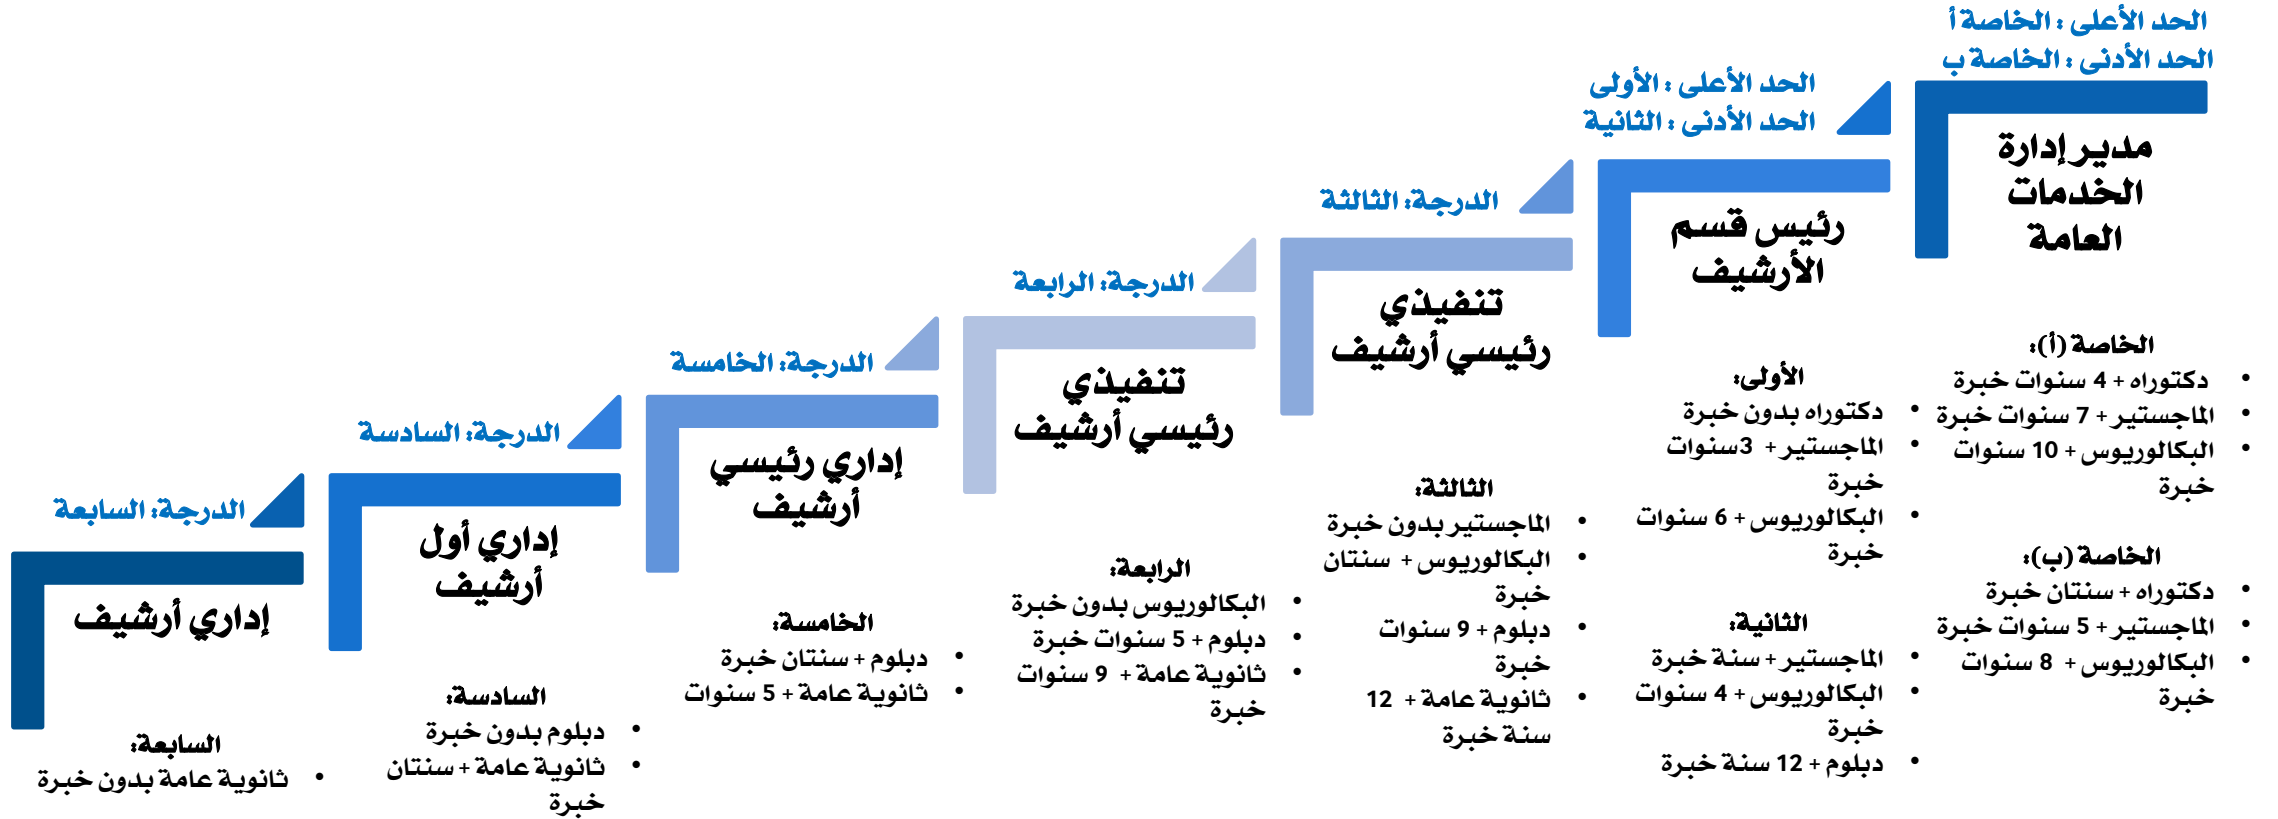 الحد الأعلى : الخاصة أ
الحد الأدنى : الخاصة ب
مدير إدارة
الخدمات
العامة
الخاصة (أ):
• دكتوراه + 4 سنوات خبرة
• الماجستير + 7 سنوات خبرة
• البكالوريوس + 10 سنوات
خبرة
الخاصة (ب):
• دكتوراه + سنتان خبرة
• الماجستير + 5 سنوات خبرة
• البكالوريوس + 8 سنوات
خبرة
الحد الأعلى : الأولى
الحد الأدنى : الثانية
رئيس قسم
الأرشيف
الأولى:
• دكتوراه بدون خبرة
• الماجستير + 3سنوات
خبرة
• البكالوريوس + 6 سنوات
خبرة
الثانية:
• الماجستير + سنة خبرة
• البكالوريوس + 4 سنوات
خبرة
• دبلوم + 12 سنة خبرة
الدرجة: الثالثة
تنفيذي
رئيسي أرشيف
الثالثة:
• الماجستير بدون خبرة
• البكالوريوس + سنتان
خبرة
• دبلوم + 9 سنوات
خبرة
• ثانوية عامة + 12
سنة خبرة
الدرجة: الرابعة
تنفيذي
رئيسي أرشيف
الرابعة:
• البكالوريوس بدون خبرة
• دبلوم + 5 سنوات خبرة
• ثانوية عامة + 9 سنوات
خبرة
الدرجة: الخامسة
إداري رئيسي
أرشيف
الخامسة:
• دبلوم + سنتان خبرة
• ثانوية عامة + 5 سنوات
الدرجة: السادسة
إداري أول
أرشيف
السادسة:
• دبلوم بدون خبرة
• ثانوية عامة + سنتان
خبرة
الدرجة: السابعة
إداري أرشيف
السابعة:
• ثانوية عامة بدون خبرة